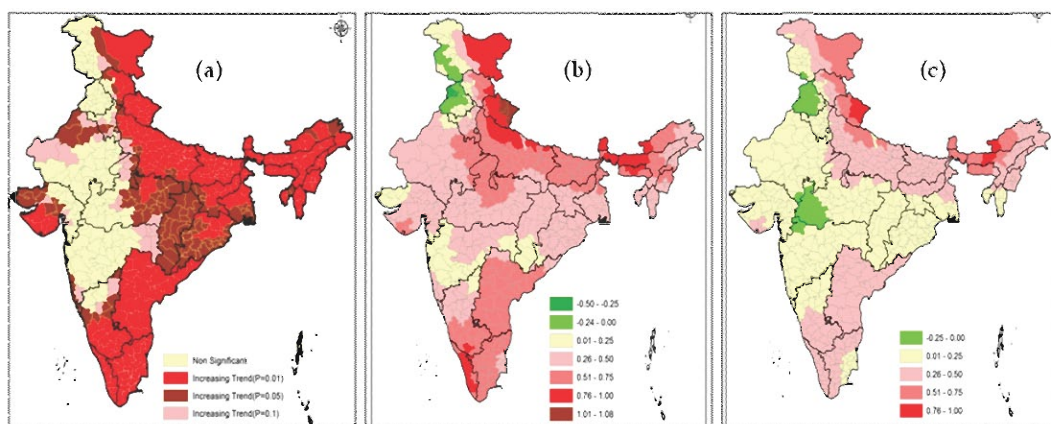 (a)
Non Significant
Increasing Trend(P=0.01)
Increasing Trend(P=0.05)
Increasing Trend(P=0.1)
(b)
-0.50 - -0.25
-0.24 - 0.00
0.01 - 0.25
0.26 - 0.50
0.51 - 0.75
0.76 - 1.00
1.01 - 1.08
(c)
-0.25 - 0.00
0.01 - 0.25
0.26 - 0.50
0.51 - 0.75
0.76 - 1.00